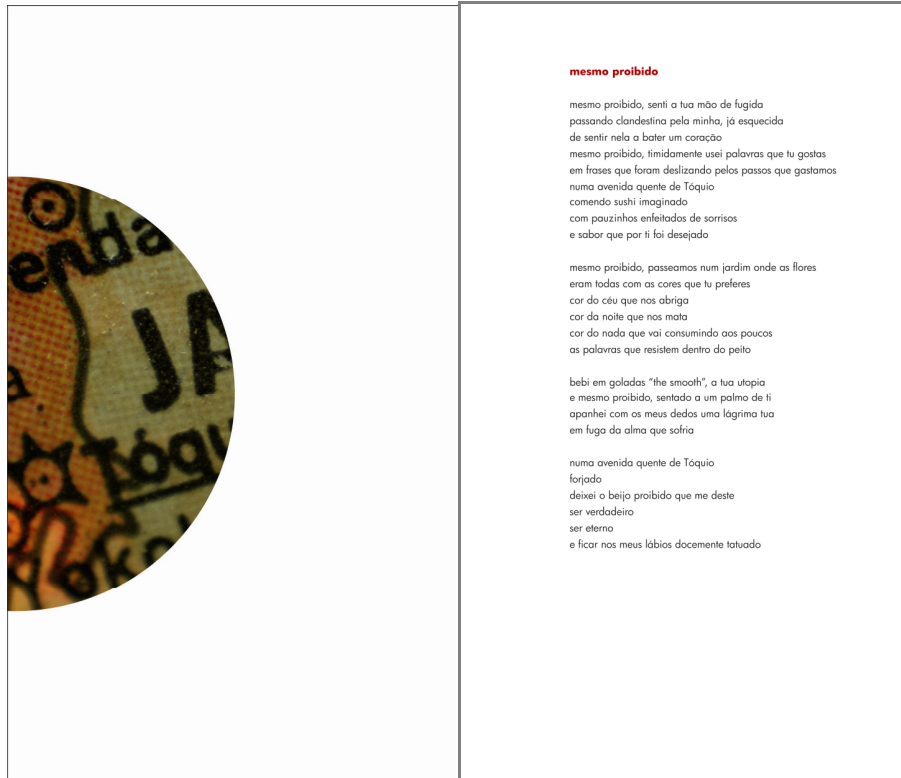 enda
JA
a.
mesmo proibido
mesmo proibido, senti a tua mão de fugida
passando clandestina pela minha, já esquecida
de sentir nela a bater um coração
mesmo proibido, timidamente usei palavras que tu gostas
em frases que foram deslizando pelos passos que gastamos
numa avenida quente de Tóquio
comendo sushi imaginado
com pauzinhos enfeitados de sorrisos
e sabor que por ti foi desejado
mesmo proibido, passeamos num jardim onde as flores
eram todas com as cores que tu preferes
cor do céu que nos abriga
cor da noite que nos mata
cor do nada que vai consumindo aos poucos
as palavras que resistem dentro do peito
bebi em goladas “the smooth”, a tua utopia
e mesmo proibido, sentado a um palmo de ti
apanhei com os meus dedos uma lágrima tua
em fuga da alma que sofria
numa avenida quente de Tóquio
forjado
deixei o beijo proibido que me deste
ser verdadeiro
ser eterno
e ficar nos meus lábios docemente tatuado